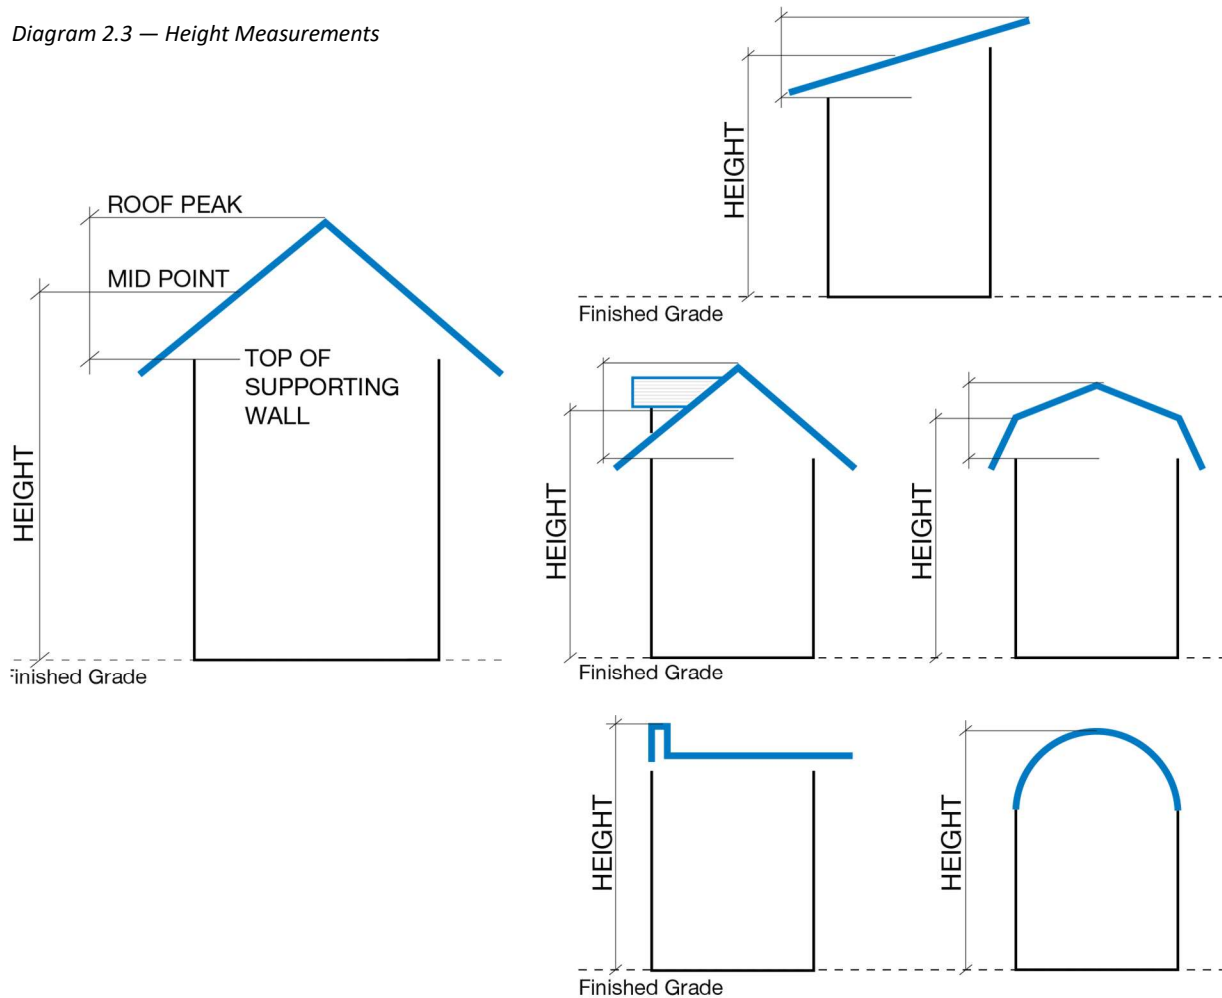 Diagram 2.3 — Height Measurements
HEIGHT
Finished Grade
ROOF PEAK
MID POINT
TOP OF
SUPPORTING
WALL
HEIGHT
inished Grade
HEIGHT
Finished Grade
HEIGHT
HEIGHT
Finished Grade
HEIGHT